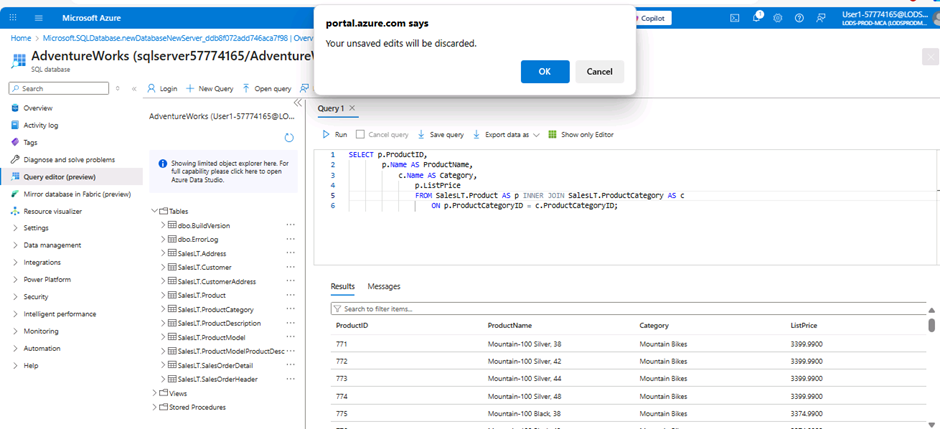 Microsoft Azure
portal.azure.com says
Your unsaved edits will be discarded.
OK
Cancel
Copilot
1
User1-57774165@LODS...
LODS-PROD-MCA (LODSPRODM...
Home > Microsoft.SQLDatabase.newDatabaseNewServer_ddb8f072add746aca7f98 | Overv
AdventureWorks (sqlserver57774165/AdventureW
SQL database
Search
Overview
Activity log
Tags
Diagnose and solve problems
Query editor (preview)
Mirror database in Fabric (preview)
Resource visualizer
Settings
Data management
Integrations
Power Platform
Security
Intelligent performance
Monitoring
Automation
Help
Login
New Query
Open query
AdventureWorks (User1-57774165@LO...
Showing limited object explorer here. For
full capability please click here to open
Azure Data Studio.
Tables
dbo.BuildVersion
dbo.ErrorLog
SalesLT.Address
SalesLT.Customer
SalesLT.CustomerAddress
SalesLT.Product
SalesLT.ProductCategory
SalesLT.ProductDescription
SalesLT.ProductModel
SalesLT.ProductModelProductDesc...
SalesLT.SalesOrderDetail
SalesLT.SalesOrderHeader
Views
Stored Procedures
Query 1
Run
Cancel query
Save query
Export data as
Show only Editor
1 SELECT p.ProductID,
2 p.Name AS ProductName,
3 c.Name AS Category,
4 p.ListPrice
5 FROM SalesLT.Product AS p INNER JOIN SalesLT.ProductCategory AS c
6 ON p.ProductCategoryID = c.ProductCategoryID;
Results Messages
Search to filter items...
ProductID ProductName Category ListPrice
771 Mountain-100 Silver, 38 Mountain Bikes 3399.9900
772 Mountain-100 Silver, 42 Mountain Bikes 3399.9900
773 Mountain-100 Silver, 44 Mountain Bikes 3399.9900
774 Mountain-100 Silver, 48 Mountain Bikes 3399.9900
775 Mountain-100 Black, 38 Mountain Bikes 3374.9900